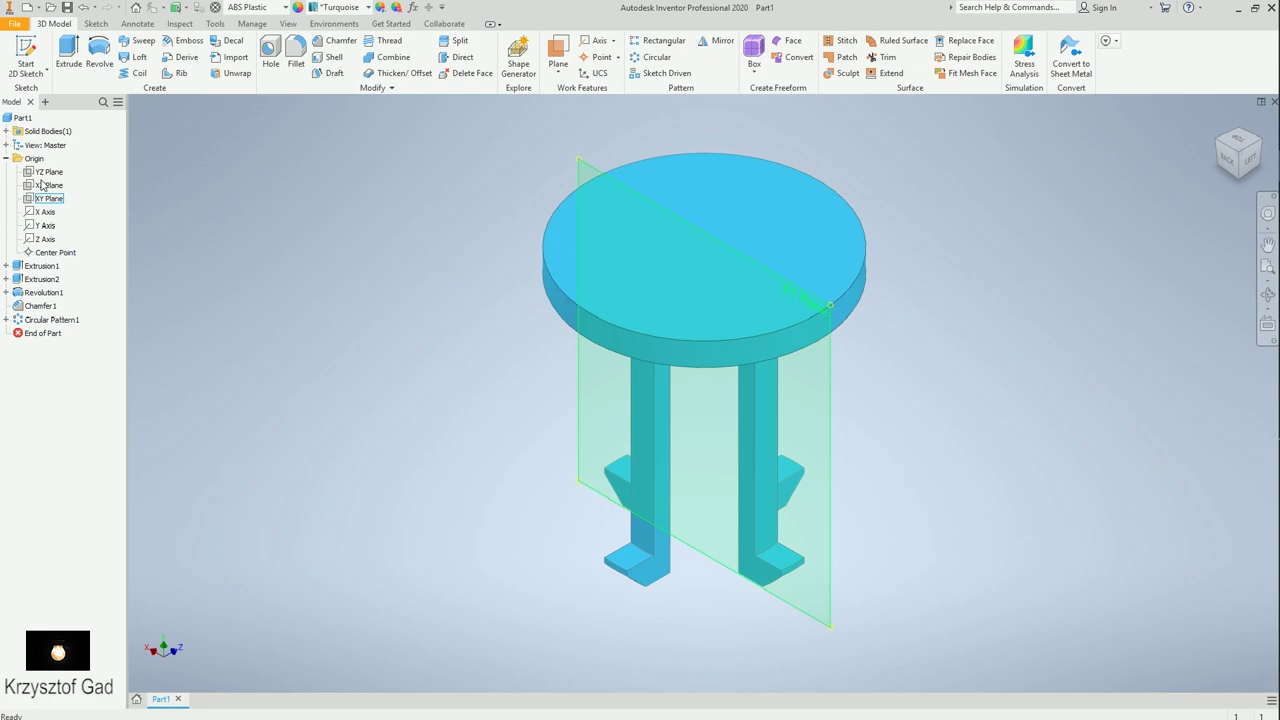 ABS Plastic
*Turquoise
Autodesk Inventor Professional 2020 Part1
Search Help & Commands...
Sign In
File 3D Model Sketch Annotate Inspect Tools Manage View Environments Get Started Collaborate
Start
2D Sketch
Sketch
Extrude
Revolve
Sweep
Loft
Coil
Emboss
Derive
Rib
Decal
Import
Unwrap
Create
Hole
Fillet
Chamfer
Shell
Draft
Thread
Combine
Thicken/ Offset
Split
Direct
Delete Face
Modify
Shape
Generator
Explore
Plane
Axis
Point
UCS
Work Features
Rectangular
Circular
Sketch Driven
Mirror
Pattern
Box
Face
Convert
Create Freeform
Stitch
Patch
Sculpt
Ruled Surface
Trim
Extend
Replace Face
Repair Bodies
Fit Mesh Face
Surface
Stress
Analysis
Simulation
Convert to
Sheet Metal
Convert
Model
Part1
Solid Bodies(1)
View: Master
Origin
YZ Plane
Plane
XY Plane
X Axis
Y Axis
Z Axis
Center Point
Extrusion1
Extrusion2
Revolution1
Chamfer1
Circular Pattern1
End of Part
BACK
LEFT
X
Z
Krzysztof Gad
Part1
Ready
1 1